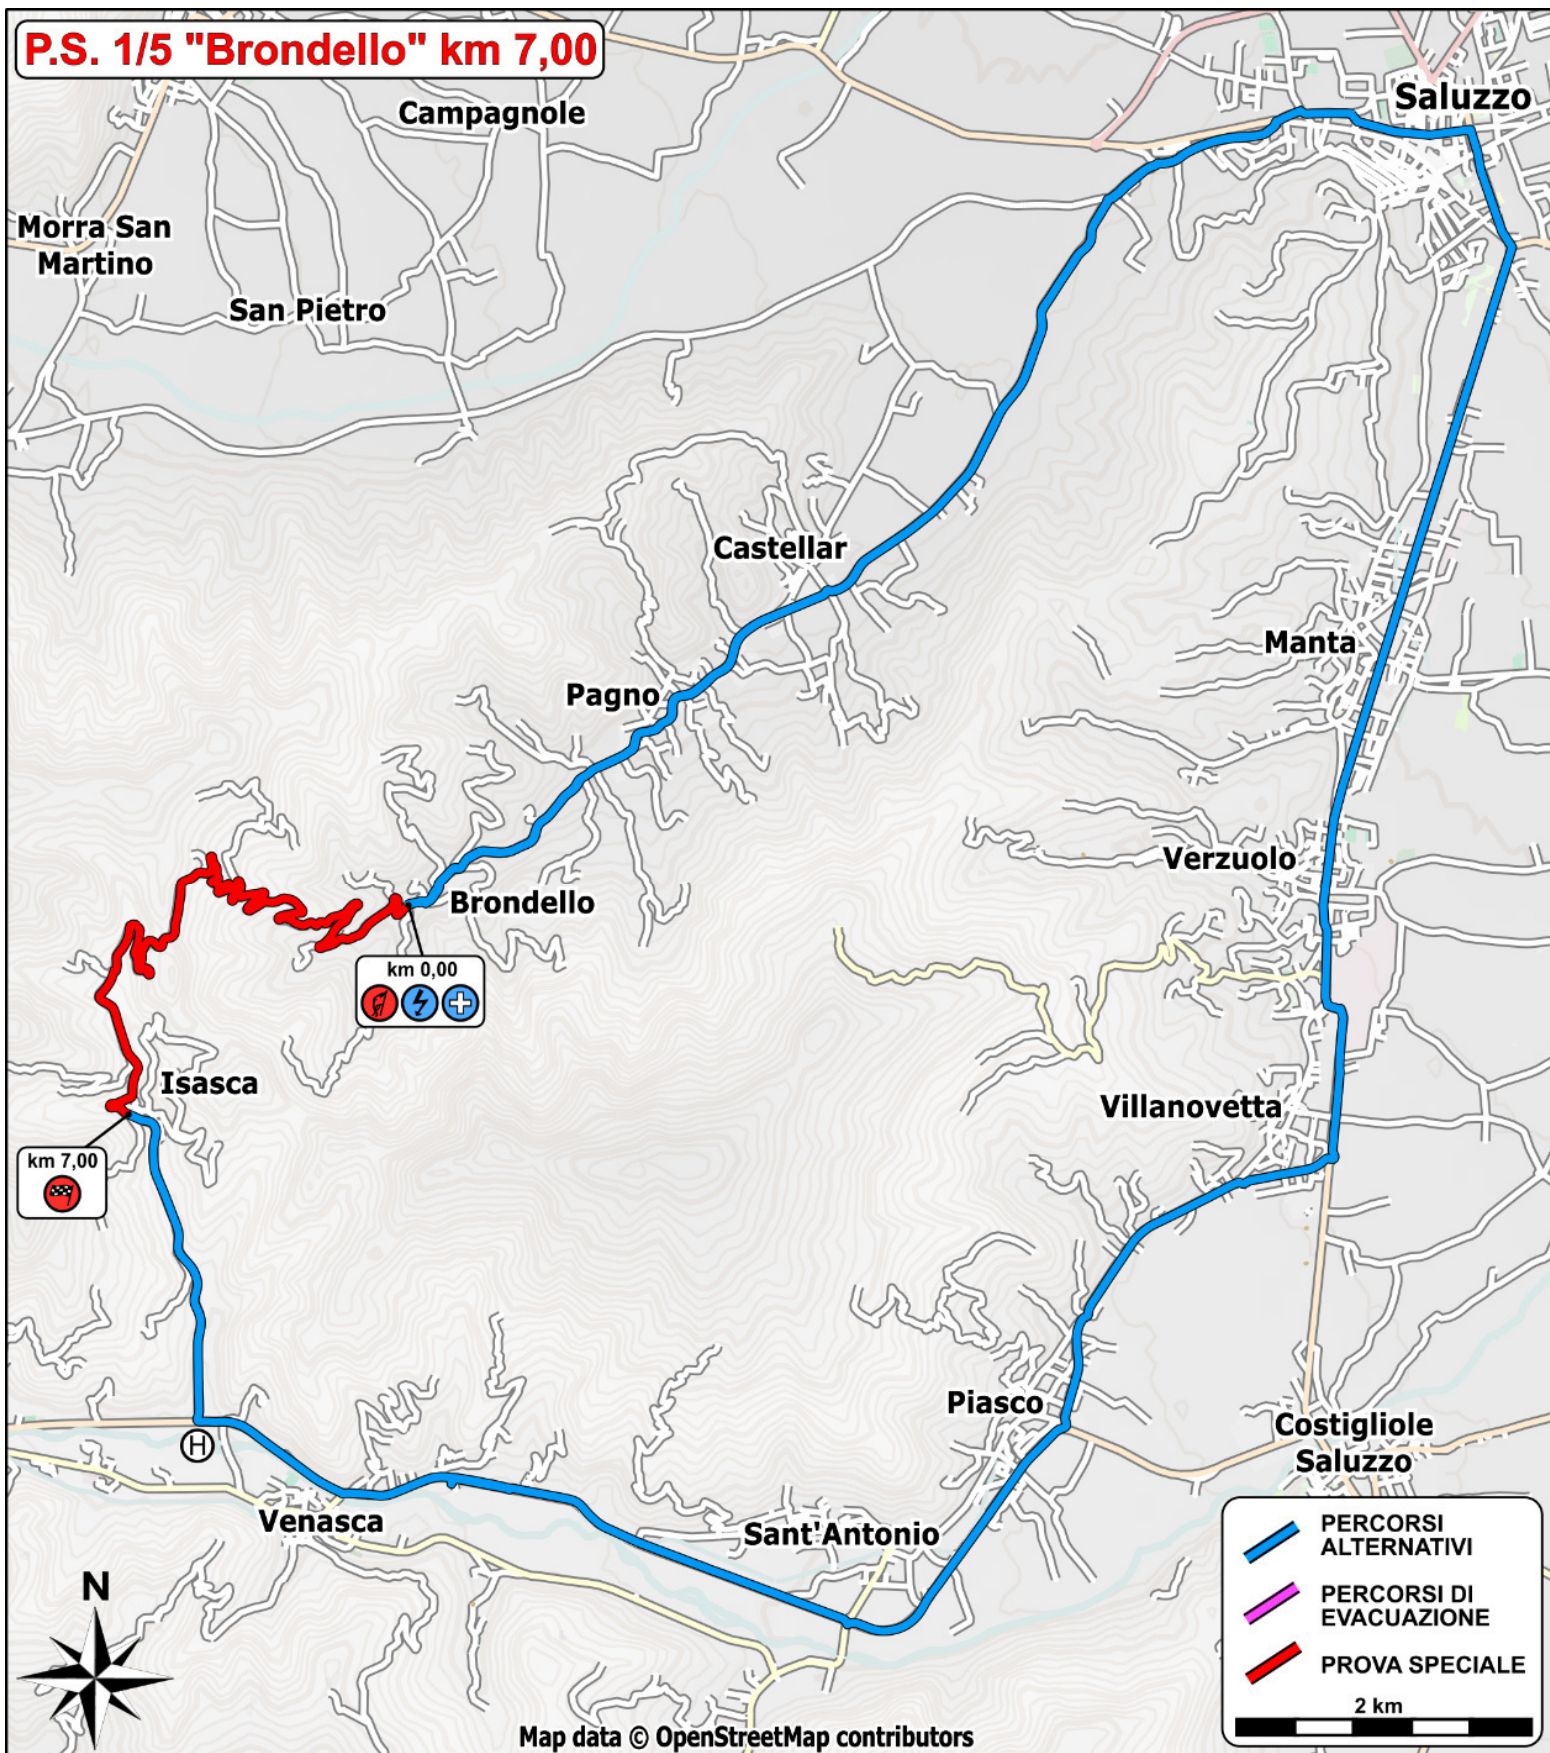 P.S. 1/5 "Brondello" km 7,00
Saluzzo
Campagnole
Morra San
Martino
San Pietro
Castellar
Manta
Pagno
Verzuolo
Brondello
km 0,00
Isasca
Villanovetta
km 7,00
Piasco
Costigliole
Saluzzo
H
Venasca
Sant'Antonio
PERCORSI
ALTERNATIVI
PERCORSI DI
EVACUAZIONE
PROVA SPECIALE
2 km
N
Map data © OpenStreetMap contributors